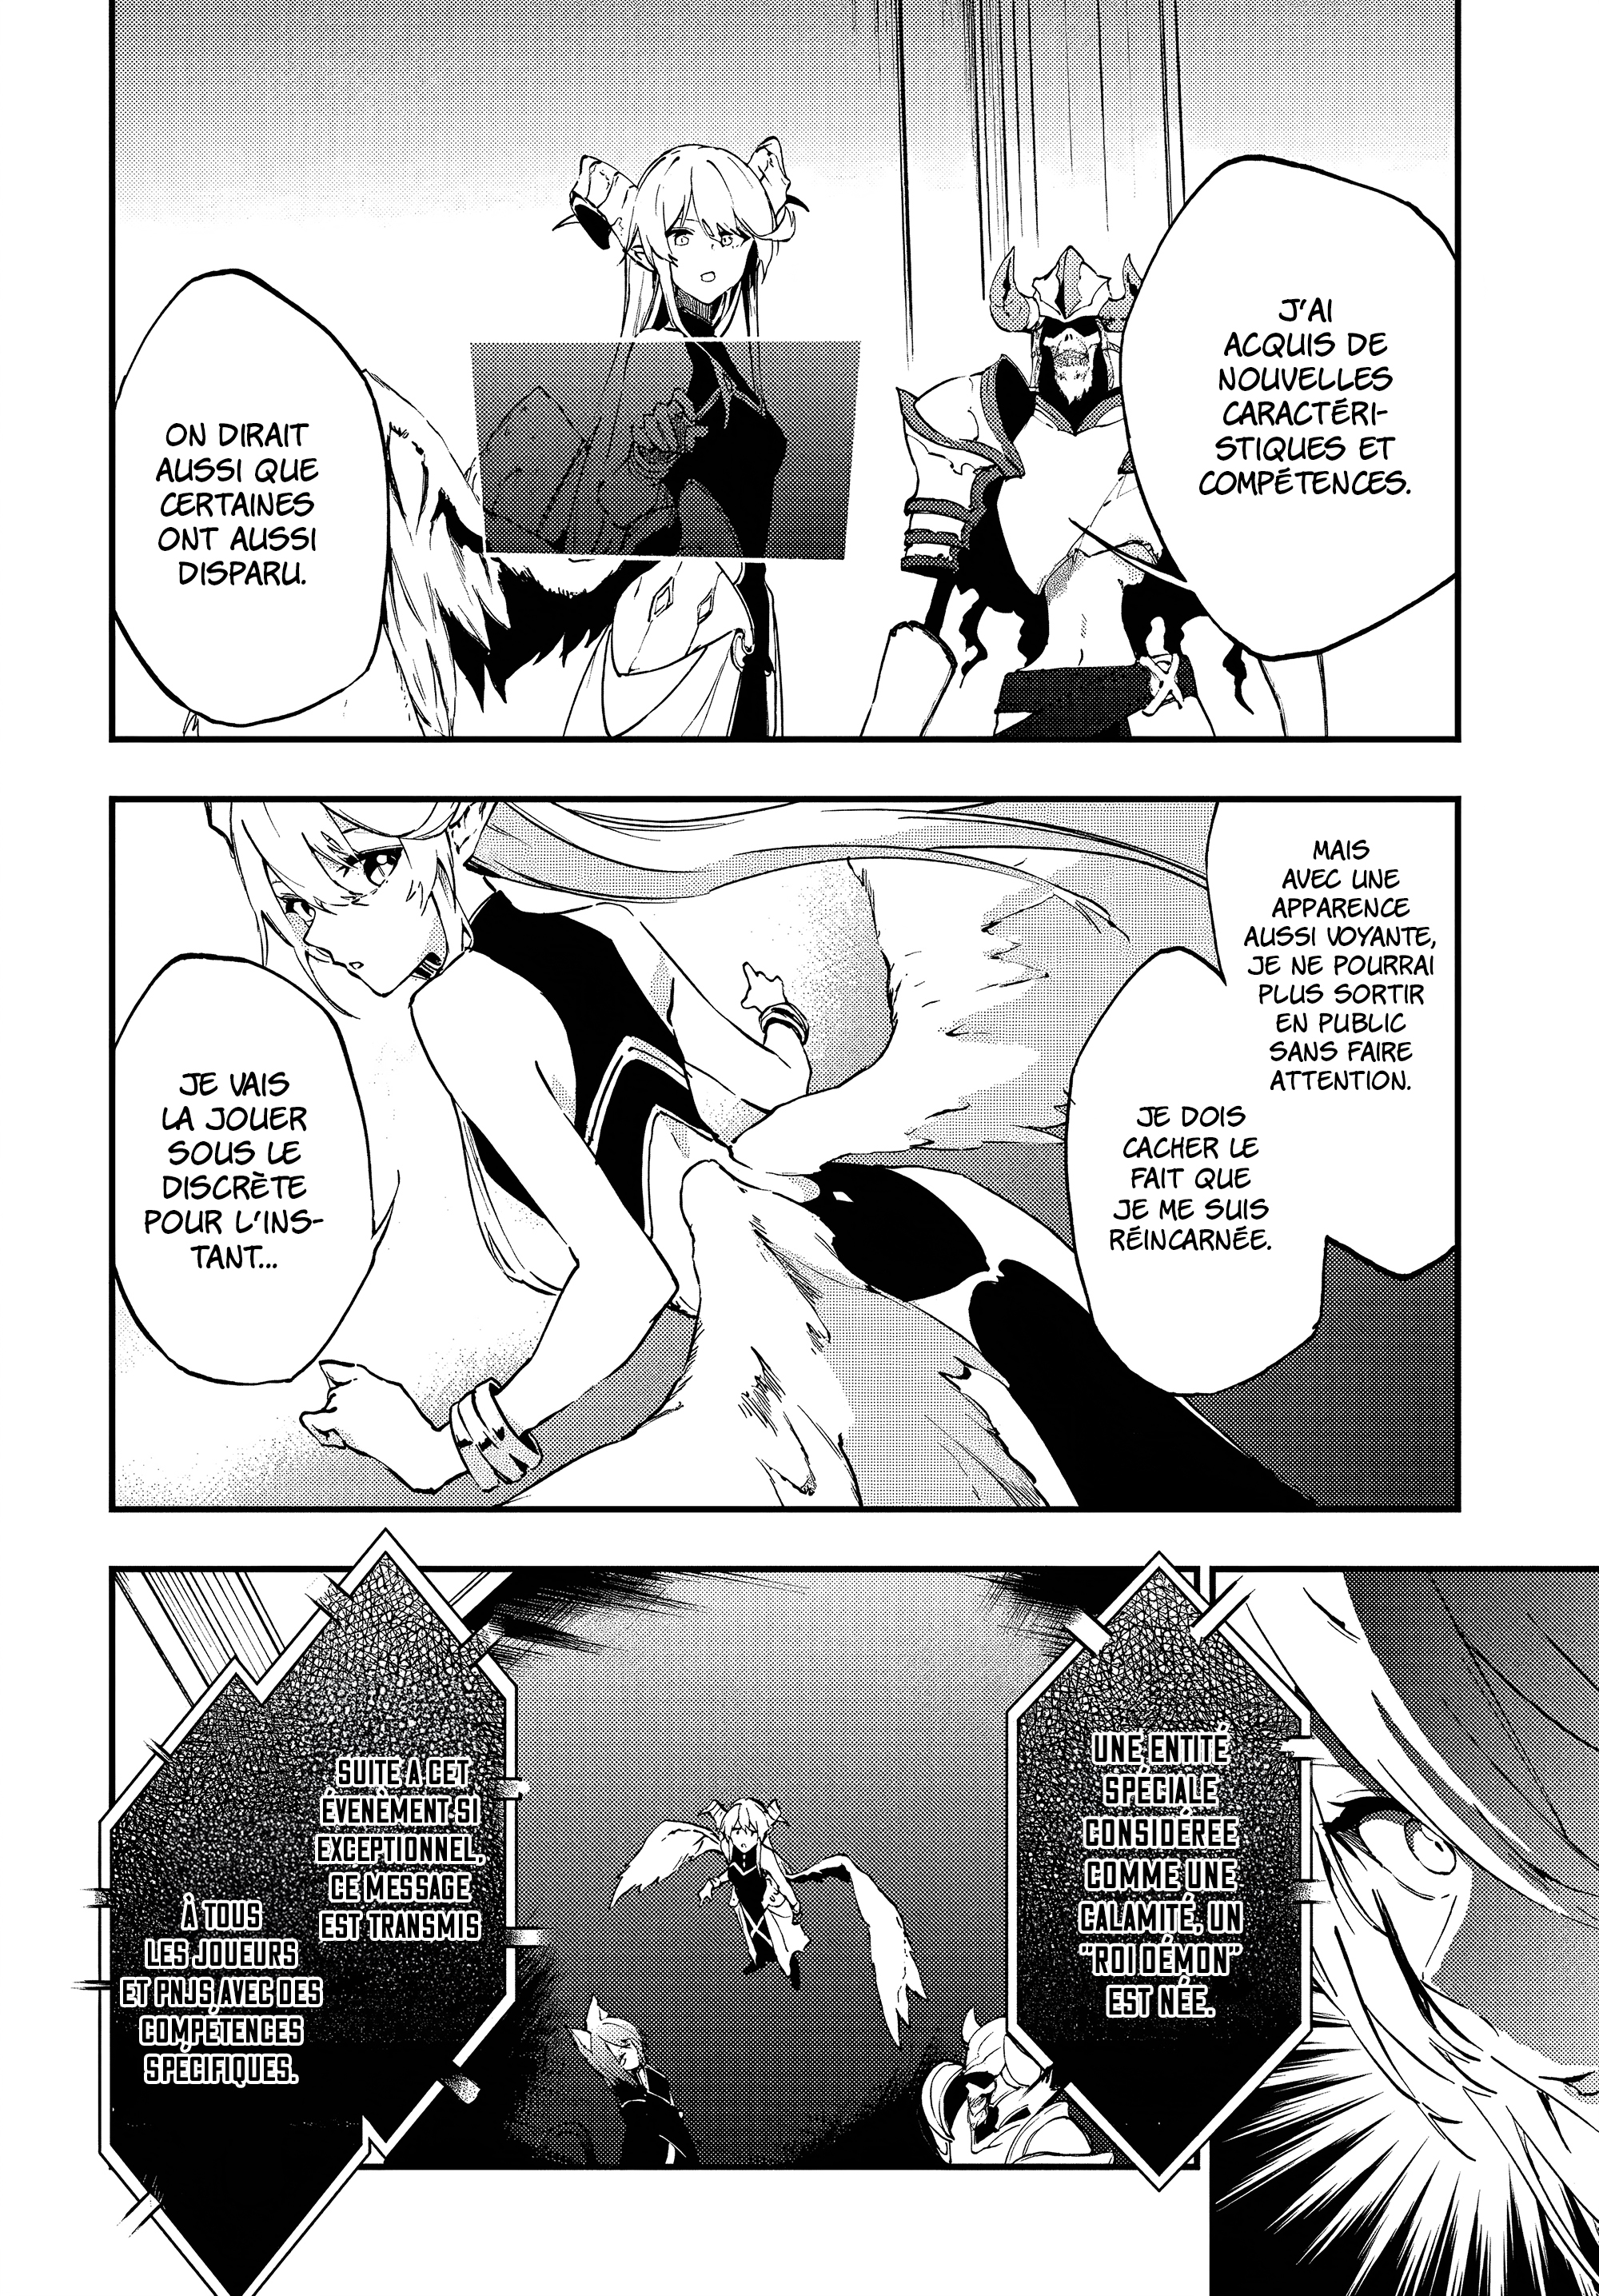 J'AI
ACQUIS DE
NOUVELLES
CARACTÉRI-
STIQUES ET
COMPÉTENCES.
ON DIRAIT
AUSSI QUE
CERTAINES
ONT AUSSI
DISPARU.
MAIS
AVEC UNE
APPARENCE
AUSSI VOYANTE,
JE NE POURRAI
PLUS SORTIR
EN PUBLIC
SANS FAIRE
ATTENTION.
JE DOIS
CACHER LE
FAIT QUE
JE ME SUIS
RÉINCARNÉE.
JE VAIS
LA JOUER
SOUS LE
DISCRÈTE
POUR L'INS-
TANT...
UNE ENTITÉ
SPÉCIALE
CONSIDÉRÉE
COMME UNE
CALAMITÉ, UN
"ROI DÉMON"
EST NÉE.
SUITE A CET
ÉVENÈMENT SI
EXCEPTIONNEL,
CE MESSAGE
EST TRANSMIS
À TOUS
LES JOUEURS
ET PNJS AVEC DES
COMPÉTENCES
SPÉCIFIQUES.